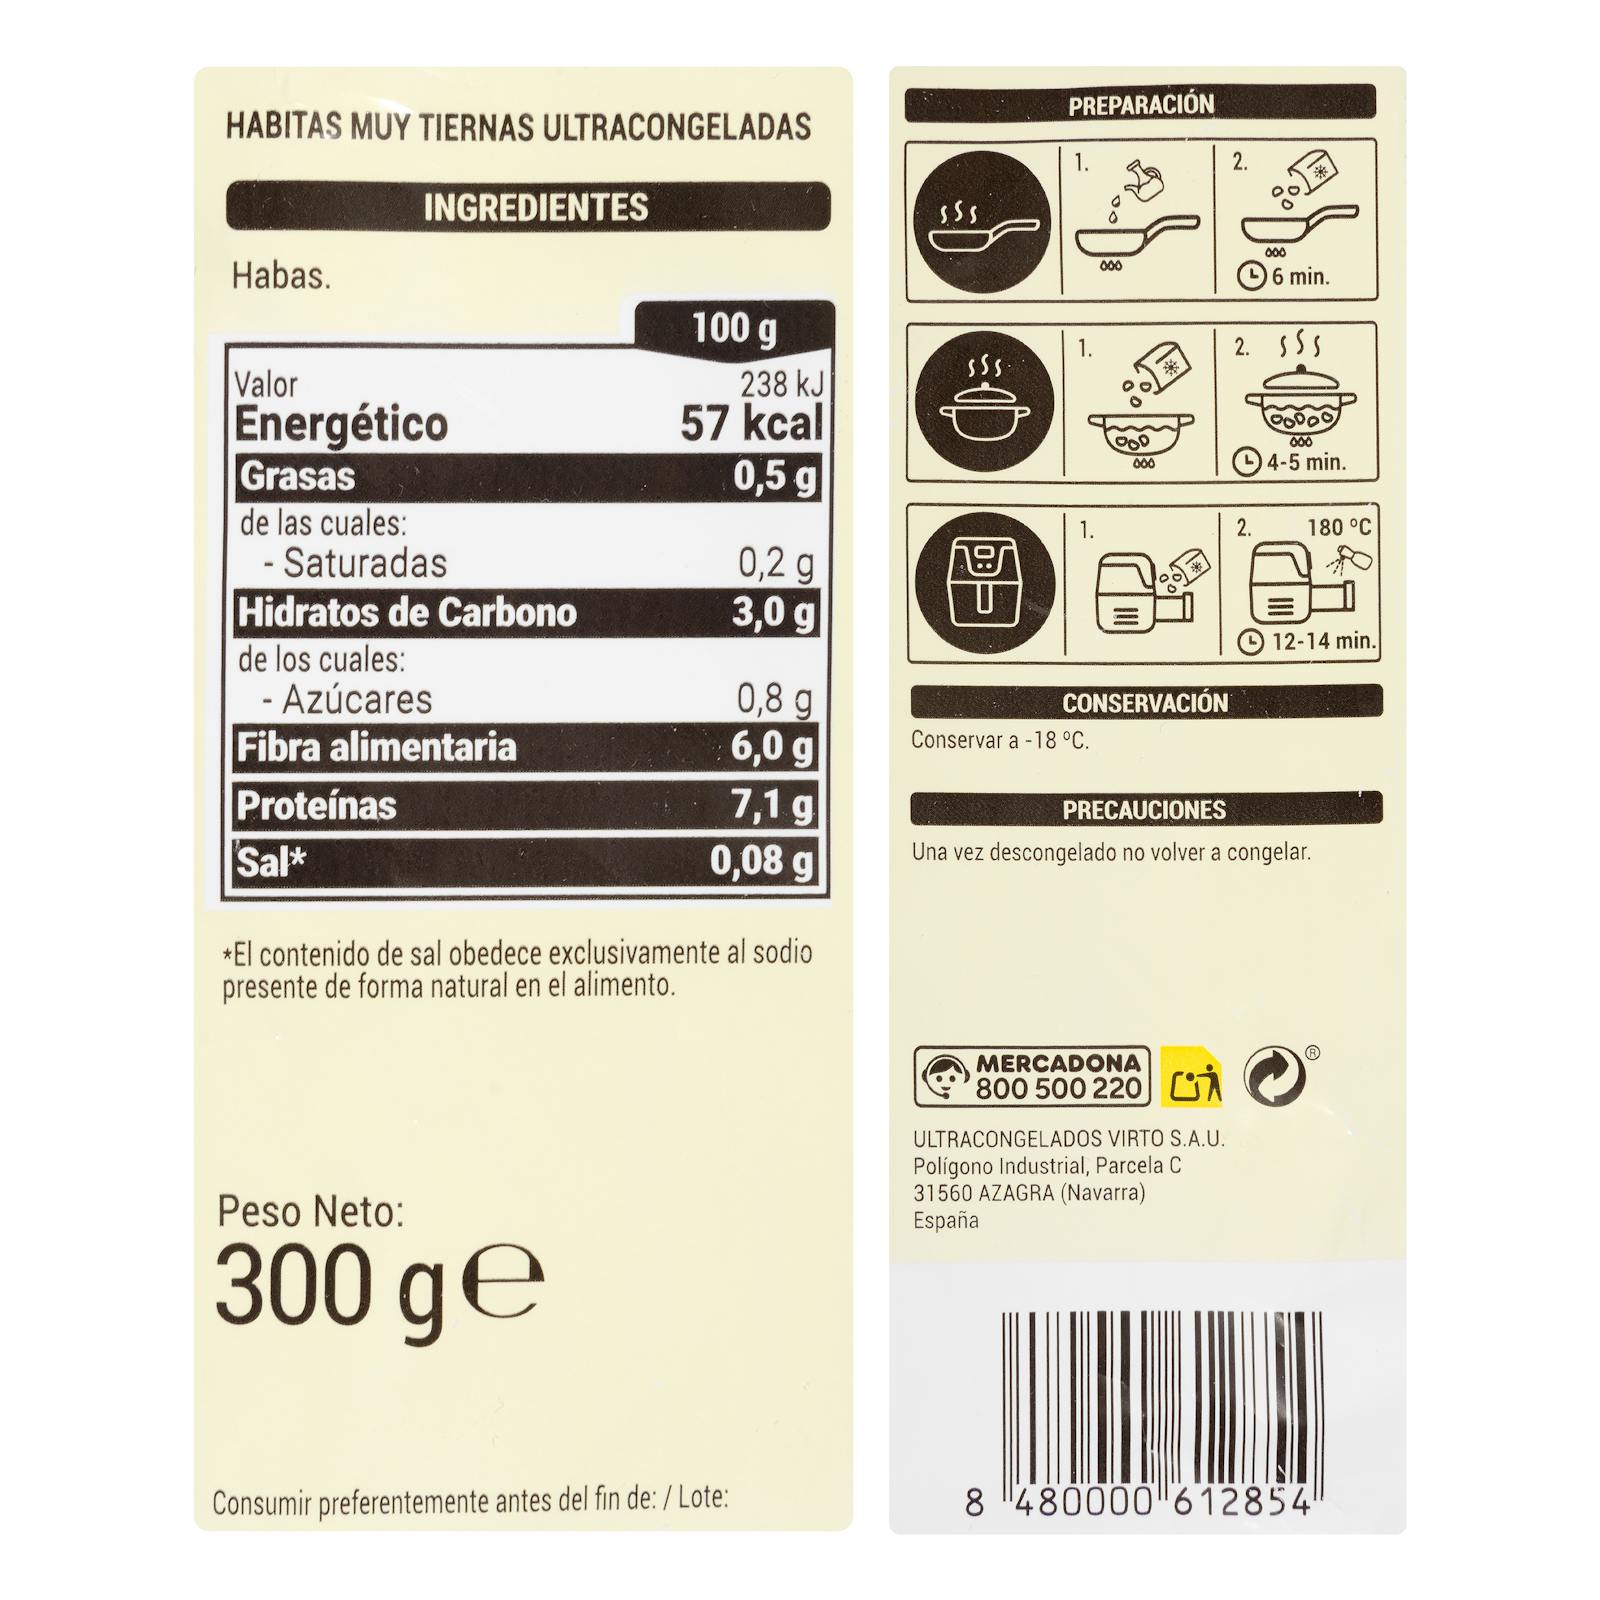 HABITAS MUY TIERNAS ULTRACONGELADAS
INGREDIENTES
Habas.
100 g
Valor 238 kJ
Energético 57 kcal
Grasas 0,5 g
de las cuales:
- Saturadas 0,2 g
Hidratos de Carbono 3,0 g
de los cuales:
- Azúcares 0,8 g
Fibra alimentaria 6,0 g
Proteínas 7,1 g
Sal* 0,08 g
*El contenido de sal obedece exclusivamente al sodio
presente de forma natural en el alimento.
Peso Neto:
300 g ℮
Consumir preferentemente antes del fin de: / Lote:
PREPARACIÓN
1. 2.
6 min.
1. 2.
4-5 min.
1. 2. 180 ºC
12-14 min.
CONSERVACIÓN
Conservar a -18 ºC.
PRECAUCIONES
Una vez descongelado no volver a congelar.
MERCADONA
800 500 220
®
ULTRACONGELADOS VIRTO S.A.U.
Polígono Industrial, Parcela C
31560 AZAGRA (Navarra)
España
8 480000 612854